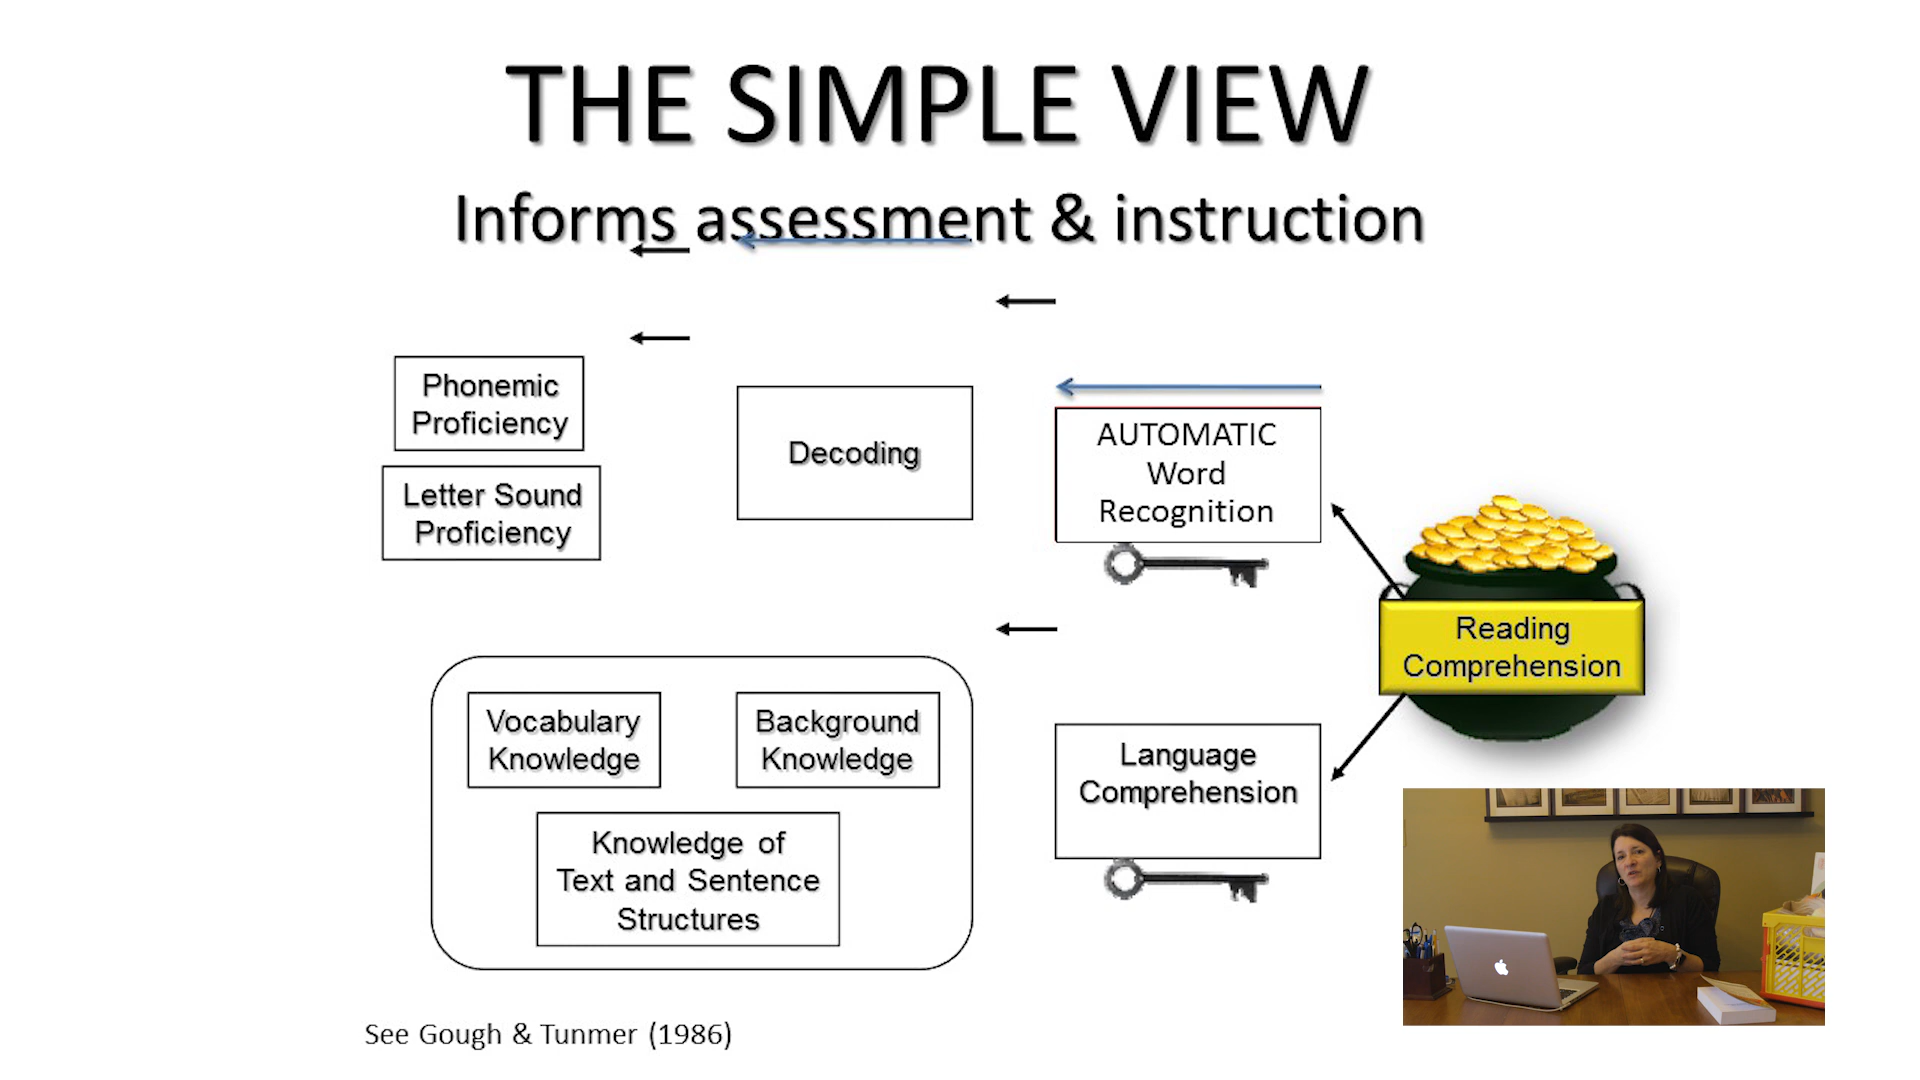 THE SIMPLE VIEW
Informs assessment & instruction
Phonemic
Proficiency
Letter Sound
Proficiency
Decoding
AUTOMATIC
Word
Recognition
Reading
Comprehension
Vocabulary
Knowledge
Background
Knowledge
Knowledge of
Text and Sentence
Structures
Language
Comprehension
See Gough & Tunmer (1986)